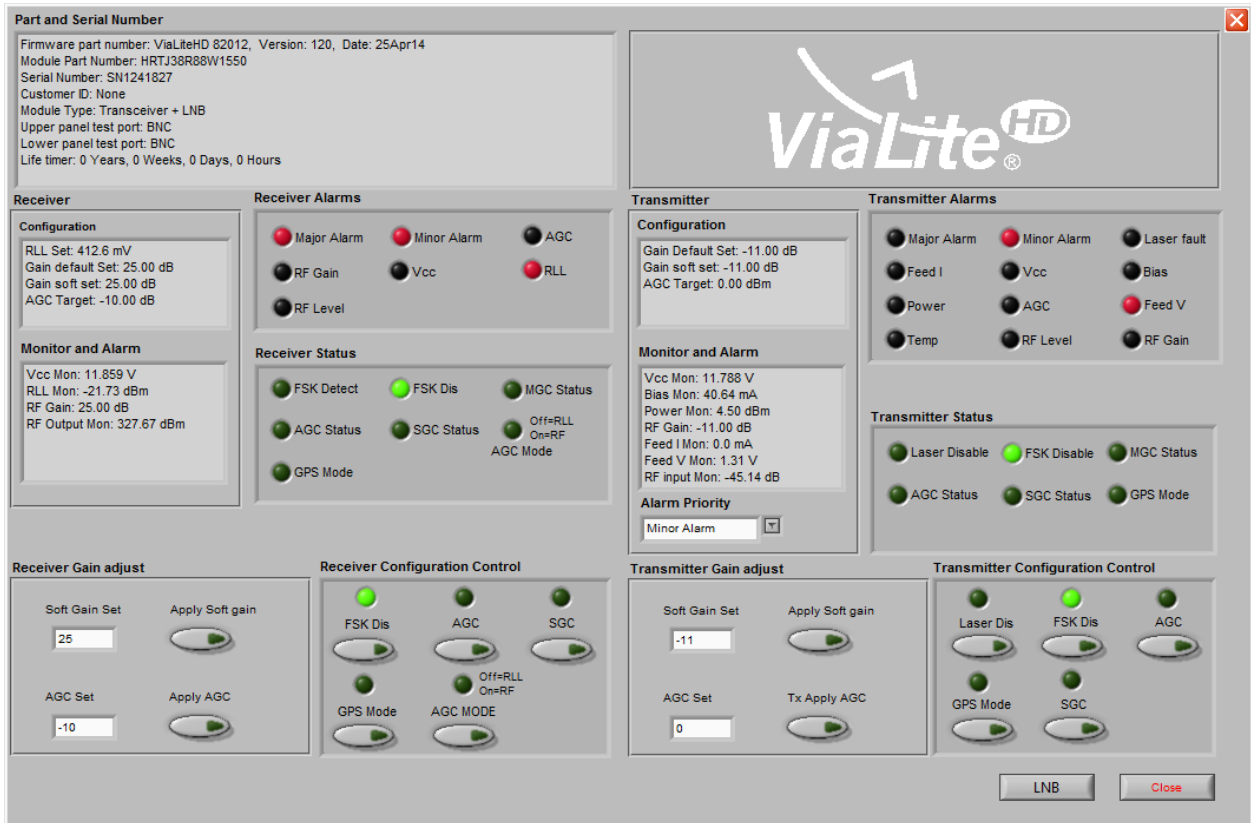 Part and Serial Number
Firmware part number: ViaLiteHD 82012, Version: 120, Date: 25Apr14
Module Part Number: HRTJ38R88W1550
Serial Number: SN1241827
Customer ID: None
Module Type: Transceiver + LNB
Upper panel test port: BNC
Lower panel test port: BNC
Life timer: 0 Years, 0 Weeks, 0 Days, 0 Hours
ViaLite HD ®
Receiver
Configuration
RLL Set: 412.6 mV
Gain default Set: 25.00 dB
Gain soft set: 25.00 dB
AGC Target: -10.00 dB
Monitor and Alarm
Vcc Mon: 11.859 V
RLL Mon: -21.73 dBm
RF Gain: 25.00 dB
RF Output Mon: 327.67 dBm
Receiver Alarms
Major Alarm Minor Alarm AGC
RF Gain Vcc RLL
RF Level
Receiver Status
FSK Detect FSK Dis MGC Status
AGC Status SGC Status Off=RLL
On=RF
AGC Mode
GPS Mode
Transmitter
Configuration
Gain Default Set: -11.00 dB
Gain soft set: -11.00 dB
AGC Target: 0.00 dBm
Monitor and Alarm
Vcc Mon: 11.788 V
Bias Mon: 40.64 mA
Power Mon: 4.50 dBm
RF Gain: -11.00 dB
Feed I Mon: 0.0 mA
Feed V Mon: 1.31 V
RF input Mon: -45.14 dB
Alarm Priority
Minor Alarm
Transmitter Alarms
Major Alarm Minor Alarm Laser fault
Feed I Vcc Bias
Power AGC Feed V
Temp RF Level RF Gain
Transmitter Status
Laser Disable FSK Disable MGC Status
AGC Status SGC Status GPS Mode
Receiver Gain adjust
Soft Gain Set Apply Soft gain
25
AGC Set Apply AGC
-10
Receiver Configuration Control
FSK Dis AGC SGC
Off=RLL
On=RF
GPS Mode AGC MODE
Transmitter Gain adjust
Soft Gain Set Apply Soft gain
-11
AGC Set Tx Apply AGC
0
Transmitter Configuration Control
Laser Dis FSK Dis AGC
GPS Mode SGC
LNB Close